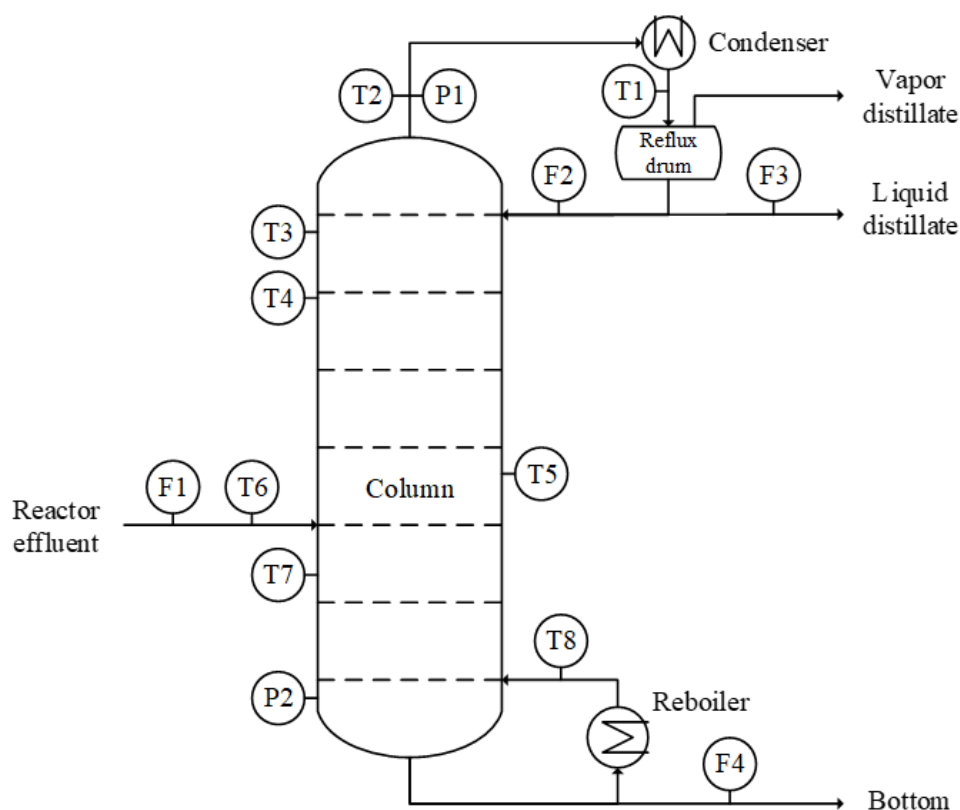 Condenser
T2
P1
T1
Vapor
distillate
Reflux
drum
F2
F3
T3
Liquid
distillate
T4
F1
T6
Column
T5
Reactor
effluent
T7
T8
P2
Reboiler
F4
Bottom